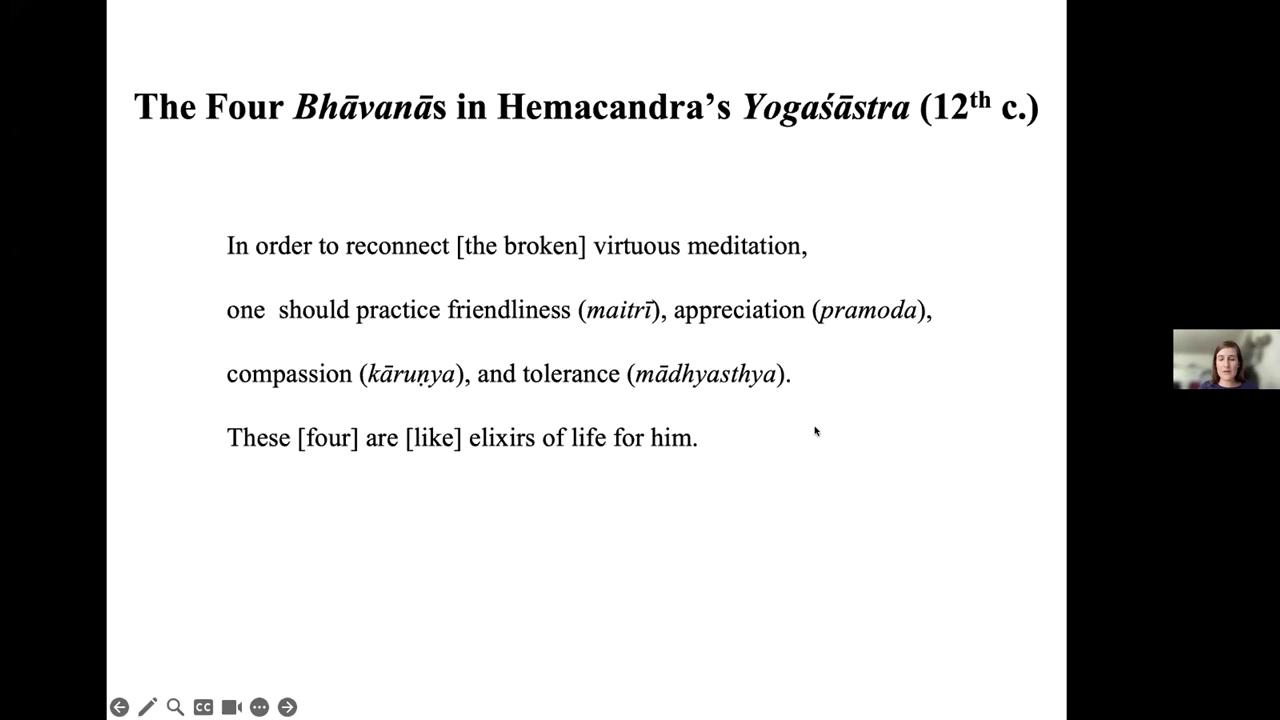 The Four Bhāvanās in Hemacandra’s Yogaśāstra (12th c.)
In order to reconnect [the broken] virtuous meditation,
one should practice friendliness (maitrī), appreciation (pramoda),
compassion (kāruṇya), and tolerance (mādhyasthya).
These [four] are [like] elixirs of life for him.
CC